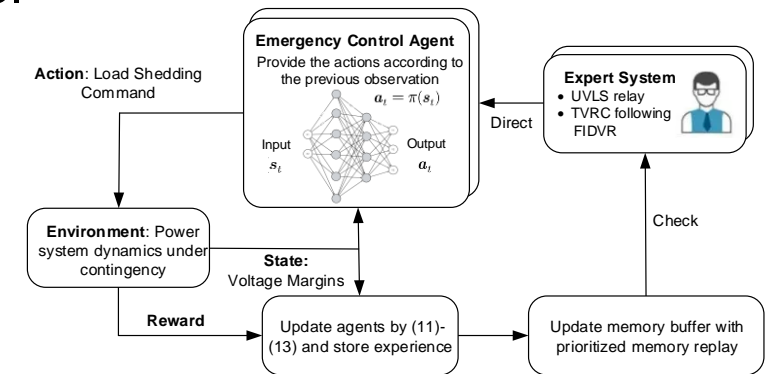 Emergency Control Agent
Provide the actions according to
the previous observation
a_t = π(s_t)
Input
s_t
Output
a_t
Action: Load Shedding
Command
Expert System
• UVLS relay
• TVRC following
FIDVR
Direct
Check
Environment: Power
system dynamics under
contingency
State:
Voltage Margins
Reward
Update agents by (11)-
(13) and store experience
Update memory buffer with
prioritized memory replay